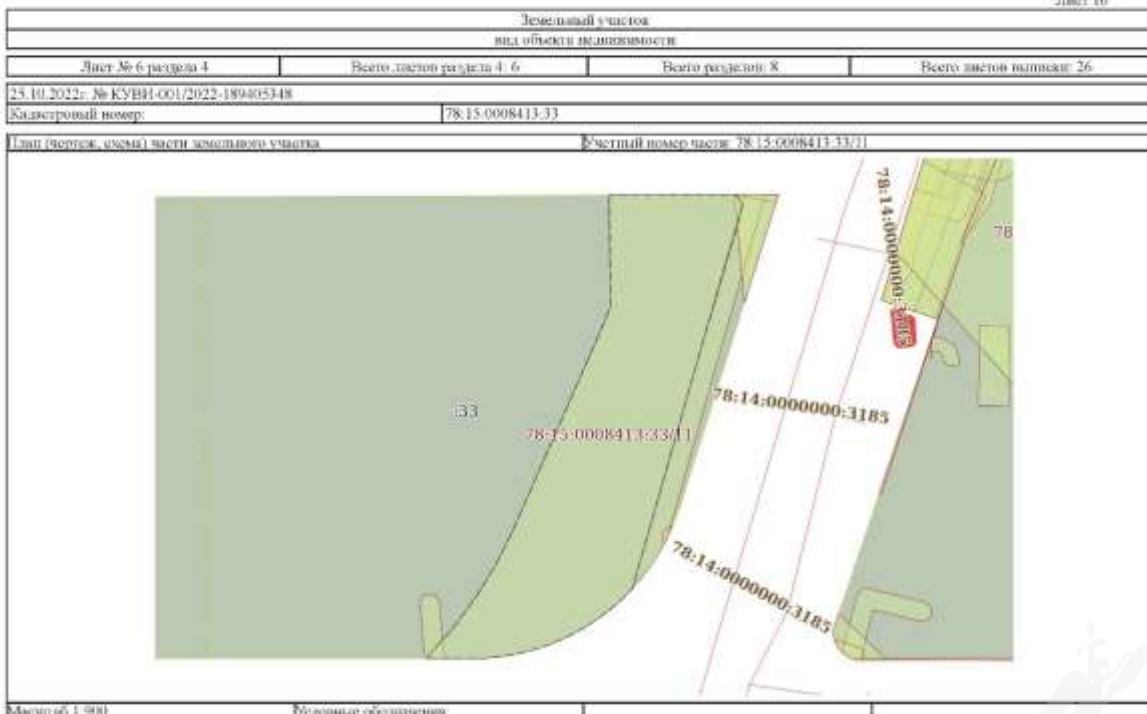 Лист 16
Земельный участок
вид объекта недвижимости
Лист № 6 раздела 4
Всего листов раздела 4: 6
Всего разделов: 8
Всего листов выписки: 26
25.10.2022г. № КУВИ-001/2022-189405348
Кадастровый номер:
78:15:0008413:33
План (чертеж, схема) части земельного участка
Учетный номер части: 78:15:0008413:33/11
78:14:0000000:3185
78
78:14:0000000:3185
:33
78:15:0008413:33/11
78:14:0000000:3185
Масштаб 1:900
Условные обозначения: